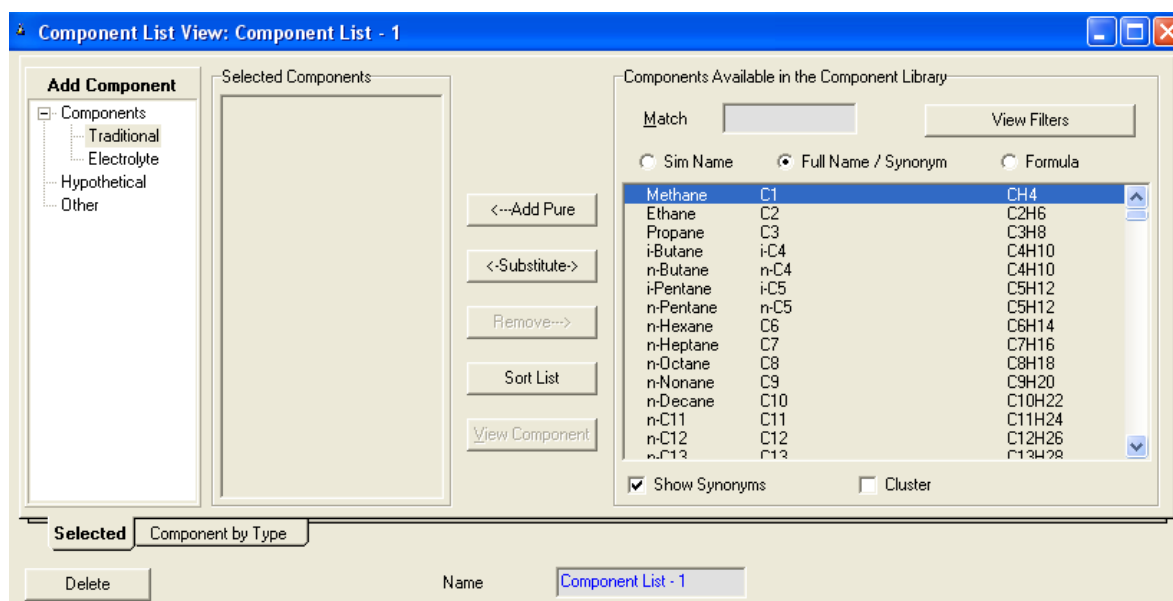 Component List View: Component List - 1
Add Component
Components
Traditional
Electrolyte
Hypothetical
Other
Selected Components
<---Add Pure
<-Substitute->
Remove--->
Sort List
View Component
Components Available in the Component Library
Match
View Filters
Sim Name Full Name / Synonym Formula
Methane C1 CH4
Ethane C2 C2H6
Propane C3 C3H8
i-Butane i-C4 C4H10
n-Butane n-C4 C4H10
i-Pentane i-C5 C5H12
n-Pentane n-C5 C5H12
n-Hexane C6 C6H14
n-Heptane C7 C7H16
n-Octane C8 C8H18
n-Nonane C9 C9H20
n-Decane C10 C10H22
n-C11 C11 C11H24
n-C12 C12 C12H26
n-C13 C13 C13H28
Show Synonyms Cluster
Selected Component by Type
Delete Name Component List - 1